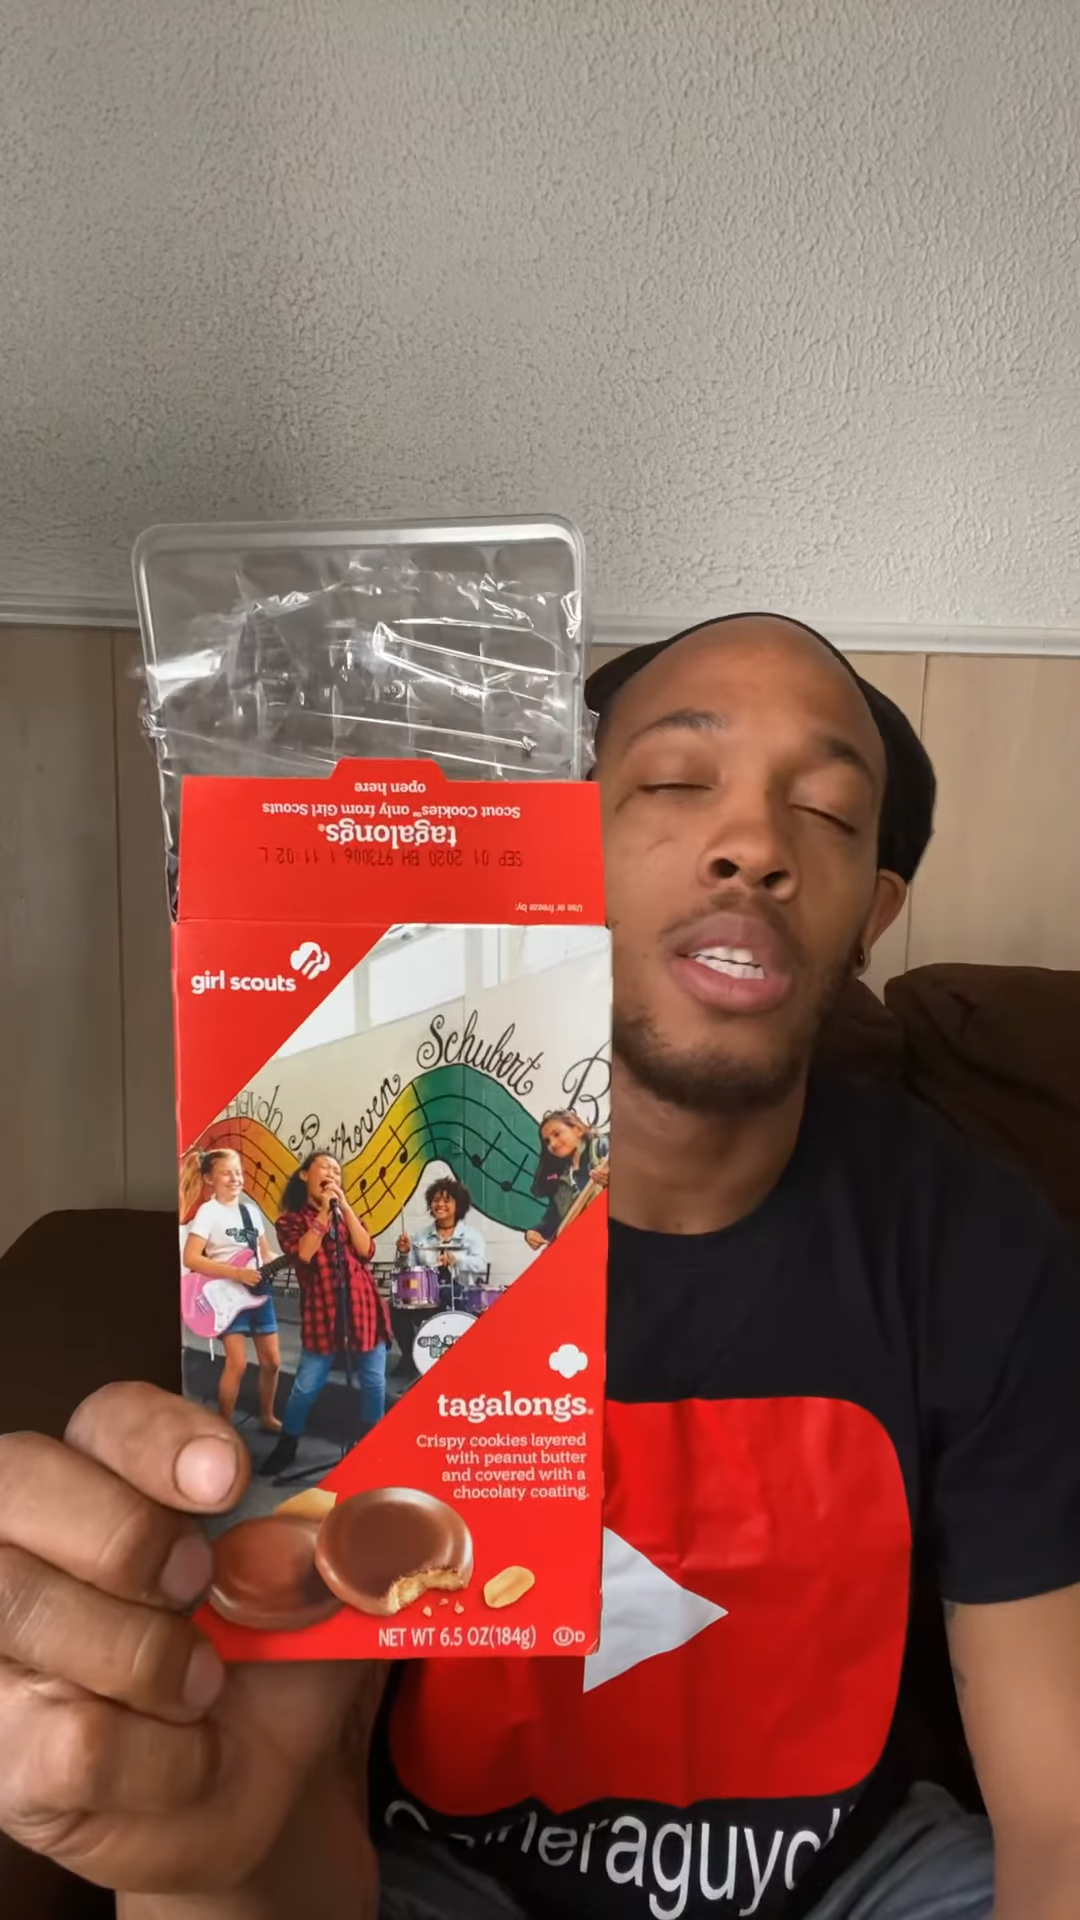 open here
Scout Cookies℠ only from Girl Scouts
tagalongs®
SEP 01 2020 BH 973006 1 11:02 L
Use or freeze by:
girl scouts
Haydn
Beethoven
Schubert
B
tagalongs®
Crispy cookies layered
with peanut butter
and covered with a
chocolaty coating.
NET WT 6.5 OZ(184g) UD